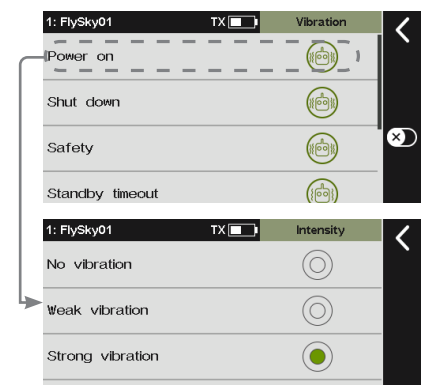 1: FlySky01 TX Vibration
Power on
Shut down
Safety
Standby timeout
1: FlySky01 TX Intensity
No vibration
Weak vibration
Strong vibration